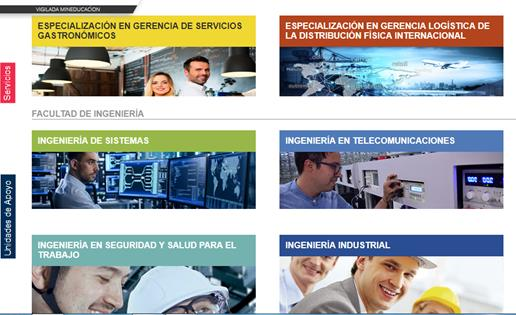 VIGILADA MINEDUCACIÓN
ESPECIALIZACIÓN EN GERENCIA DE SERVICIOS
GASTRONÓMICOS
ESPECIALIZACIÓN EN GERENCIA LOGÍSTICA DE
LA DISTRIBUCIÓN FÍSICA INTERNACIONAL
retail
Servicios
FACULTAD DE INGENIERÍA
INGENIERÍA DE SISTEMAS
INGENIERÍA EN TELECOMUNICACIONES
Unidades de Apoyo
INGENIERÍA EN SEGURIDAD Y SALUD PARA EL
TRABAJO
INGENIERÍA INDUSTRIAL